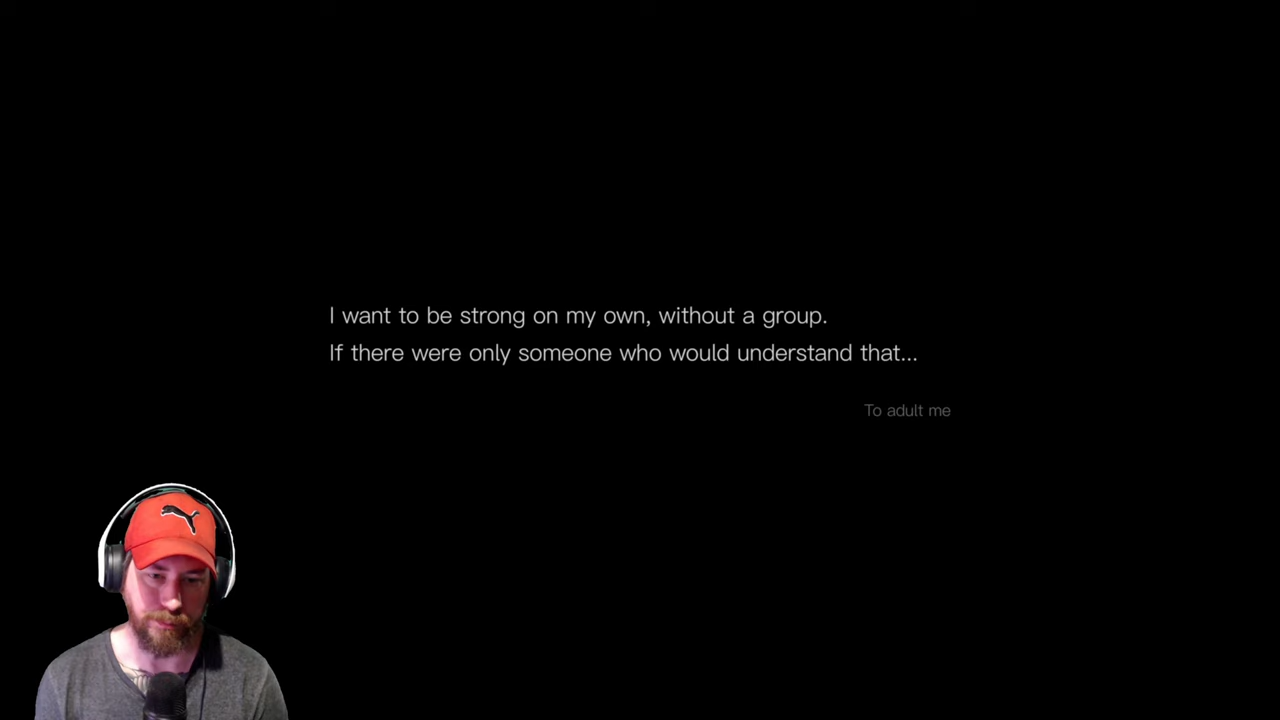 I want to be strong on my own, without a group.
If there were only someone who would understand that...
To adult me